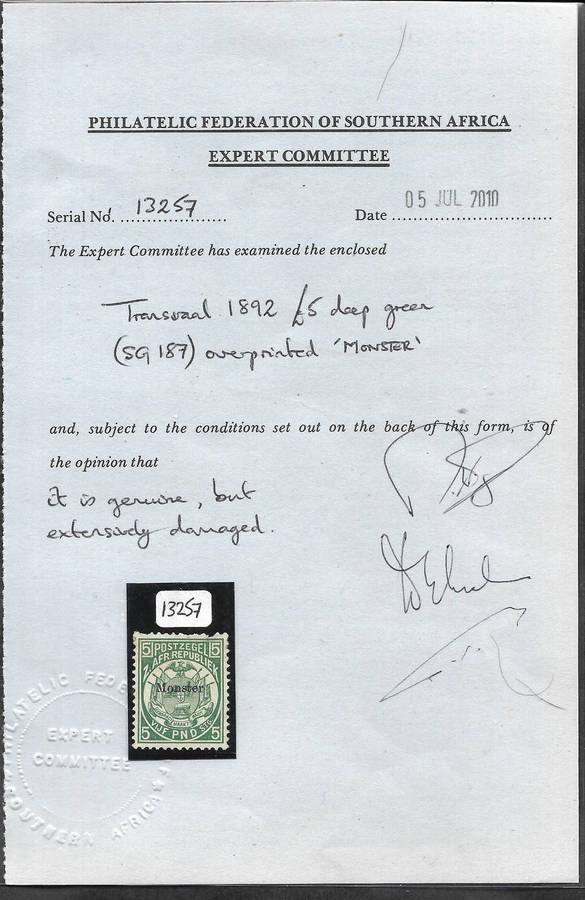 PHILATELIC FEDERATION OF SOUTHERN AFRICA
EXPERT COMMITTEE
Serial No. 13257
Date 05 JUL 2010
The Expert Committee has examined the enclosed
Transvaal 1892 £5 deep green
(SG 187) overprinted 'MONSTER'
and, subject to the conditions set out on the back of this form, is of
the opinion that
it is genuine, but
extensively damaged.
13257
5 POSTZEGEL 5
AFR. REPUBLIEK
Monster
5 VIJF PND STG 5
PHILATELIC FEDE
EXPERT
COMMITTEE
SOUTHERN AFRICA